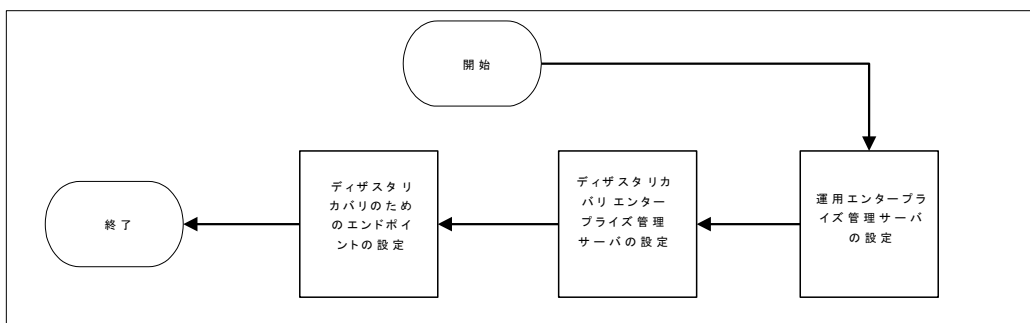 開始
運用エンタープラ
イズ管理サーバ
の設定
ディザスタリカ
バリエンター
プライズ管理
サーバの設定
ディザスタリ
カバリのため
のエンドポイ
ントの設定
終了